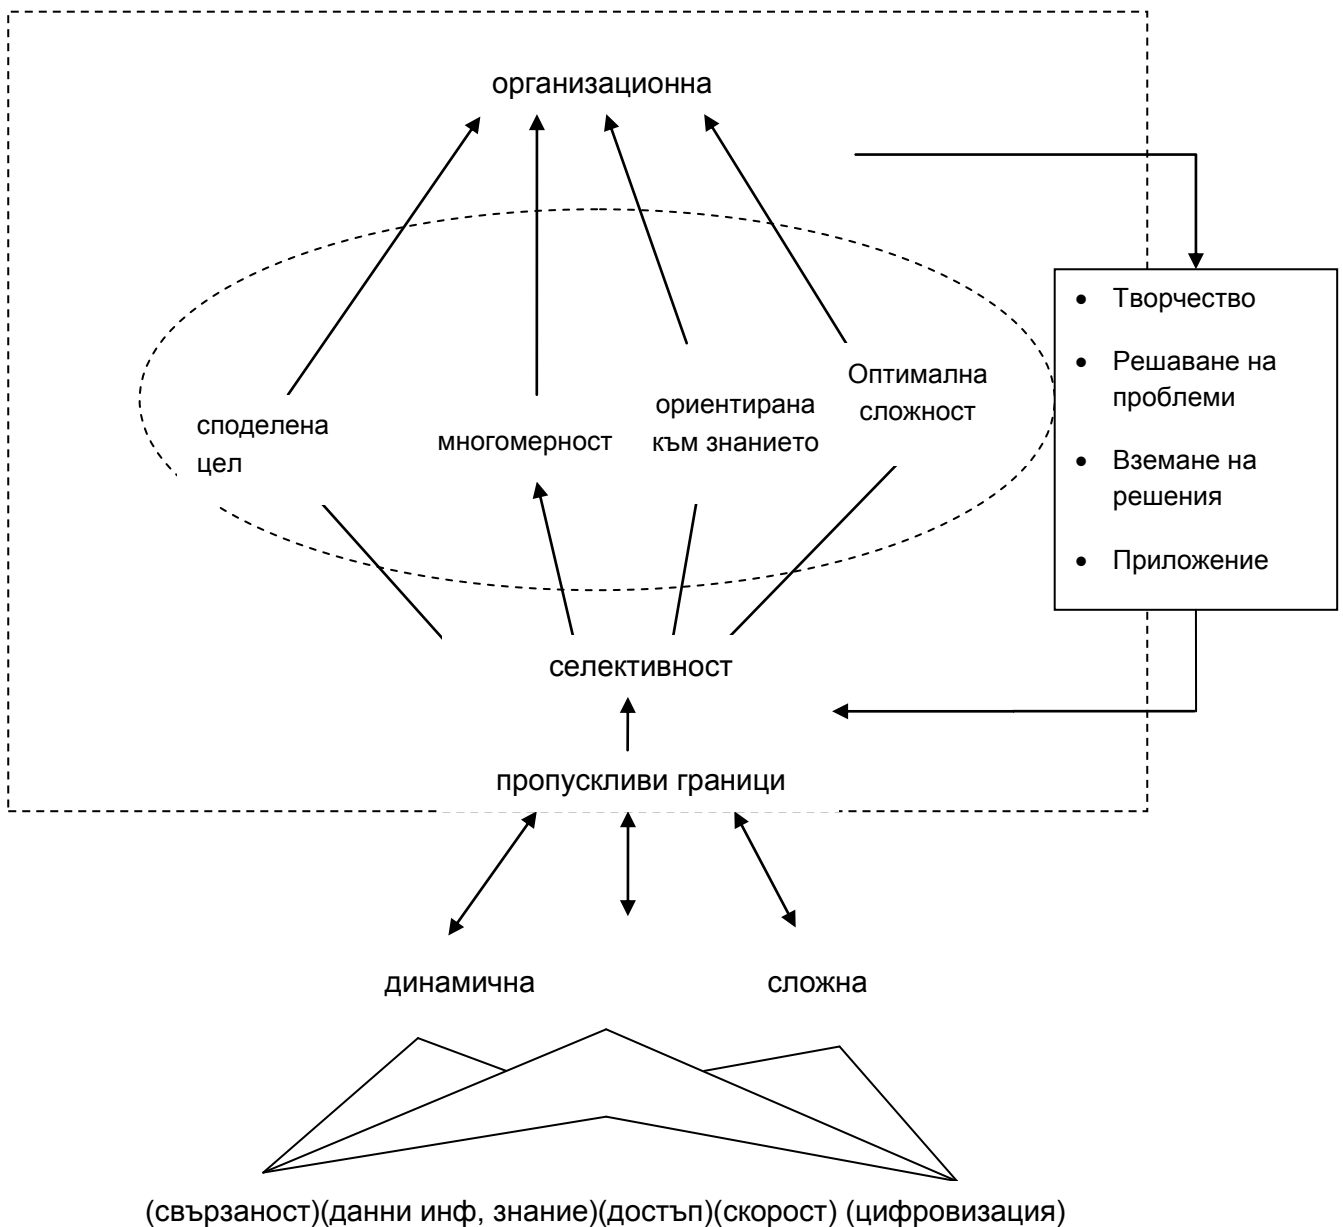 организационна
Творчество
Решаване на
проблеми
Вземане на
решения
Приложение
споделена
цел
многомерност
ориентирана
към знанието
Оптимална
сложност
селективност
пропускливи граници
динамична
сложна
(свързаност)(данни инф, знание)(достъп)(скорост) (цифровизация)